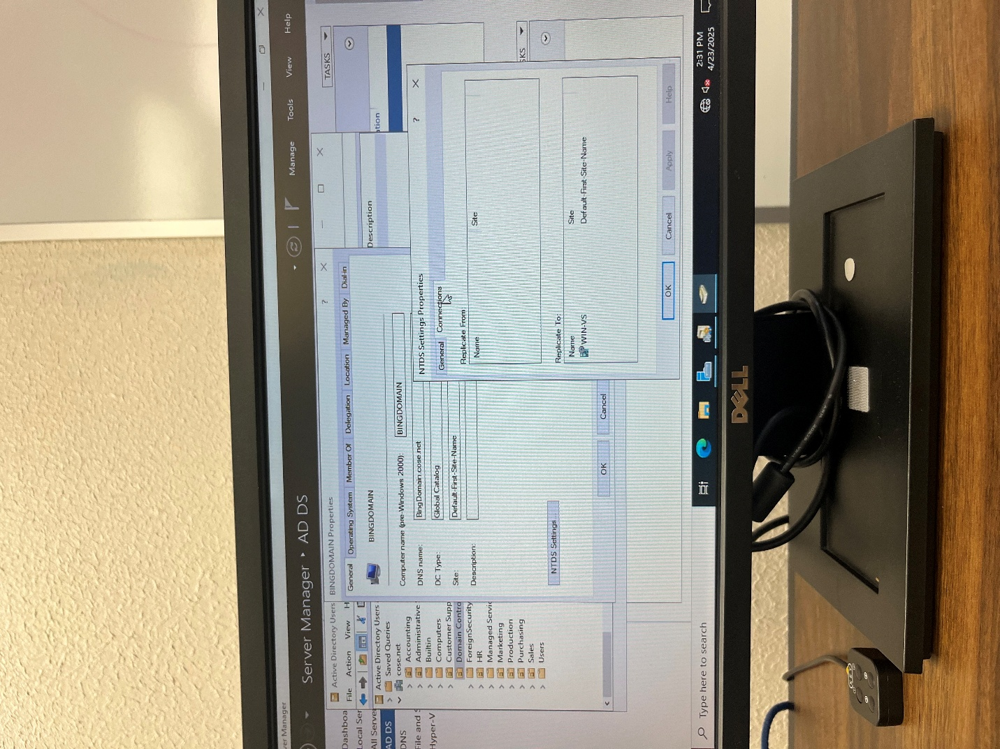 Server Manager
Server Manager ▸ AD DS
Manage
Tools
View
Help
Dashboa
Local Ser
All Server
AD DS
DNS
File and S
Hyper-V
TASKS
Active Directory Users
File
Action
View
H
Active Directory Users
Saved Queries
cose.net
Accounting
Administrative
Builtin
Computers
Customer Supp
Domain Contro
ForeignSecurity
HR
Managed Servic
Marketing
Production
Purchasing
Sales
Users
Description
BINGDOMAIN Properties
?
General
Operating System
Member Of
Delegation
Location
Managed By
Dial-in
BINGDOMAIN
Computer name (pre-Windows 2000):
BINGDOMAIN
DNS name:
BingDomain.cose.net
DC Type:
Global Catalog
Site:
Default-First-Site-Name
Description:
NTDS Settings...
OK
Cancel
NTDS Settings Properties
?
General
Connections
Replicate From:
Name
Site
Replicate To:
Name
Site
WIN-VS
Default-First-Site-Name
OK
Cancel
Apply
Help
Type here to search
2:31 PM
4/23/2025
DELL